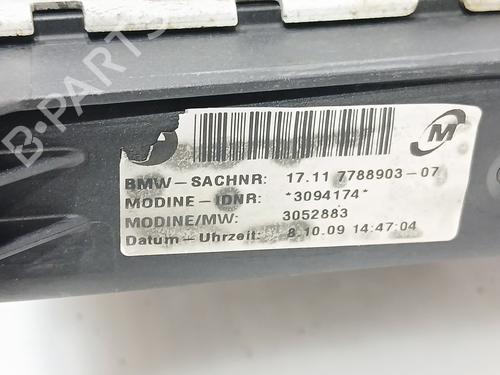 B-PARTS
M
BMW-SACHNR: 17.11 7788903-07
MODINE-IDNR: *3094174*
MODINE/MW: 3052883
Datum-Uhrzeit: 8.10.09 14:47:04